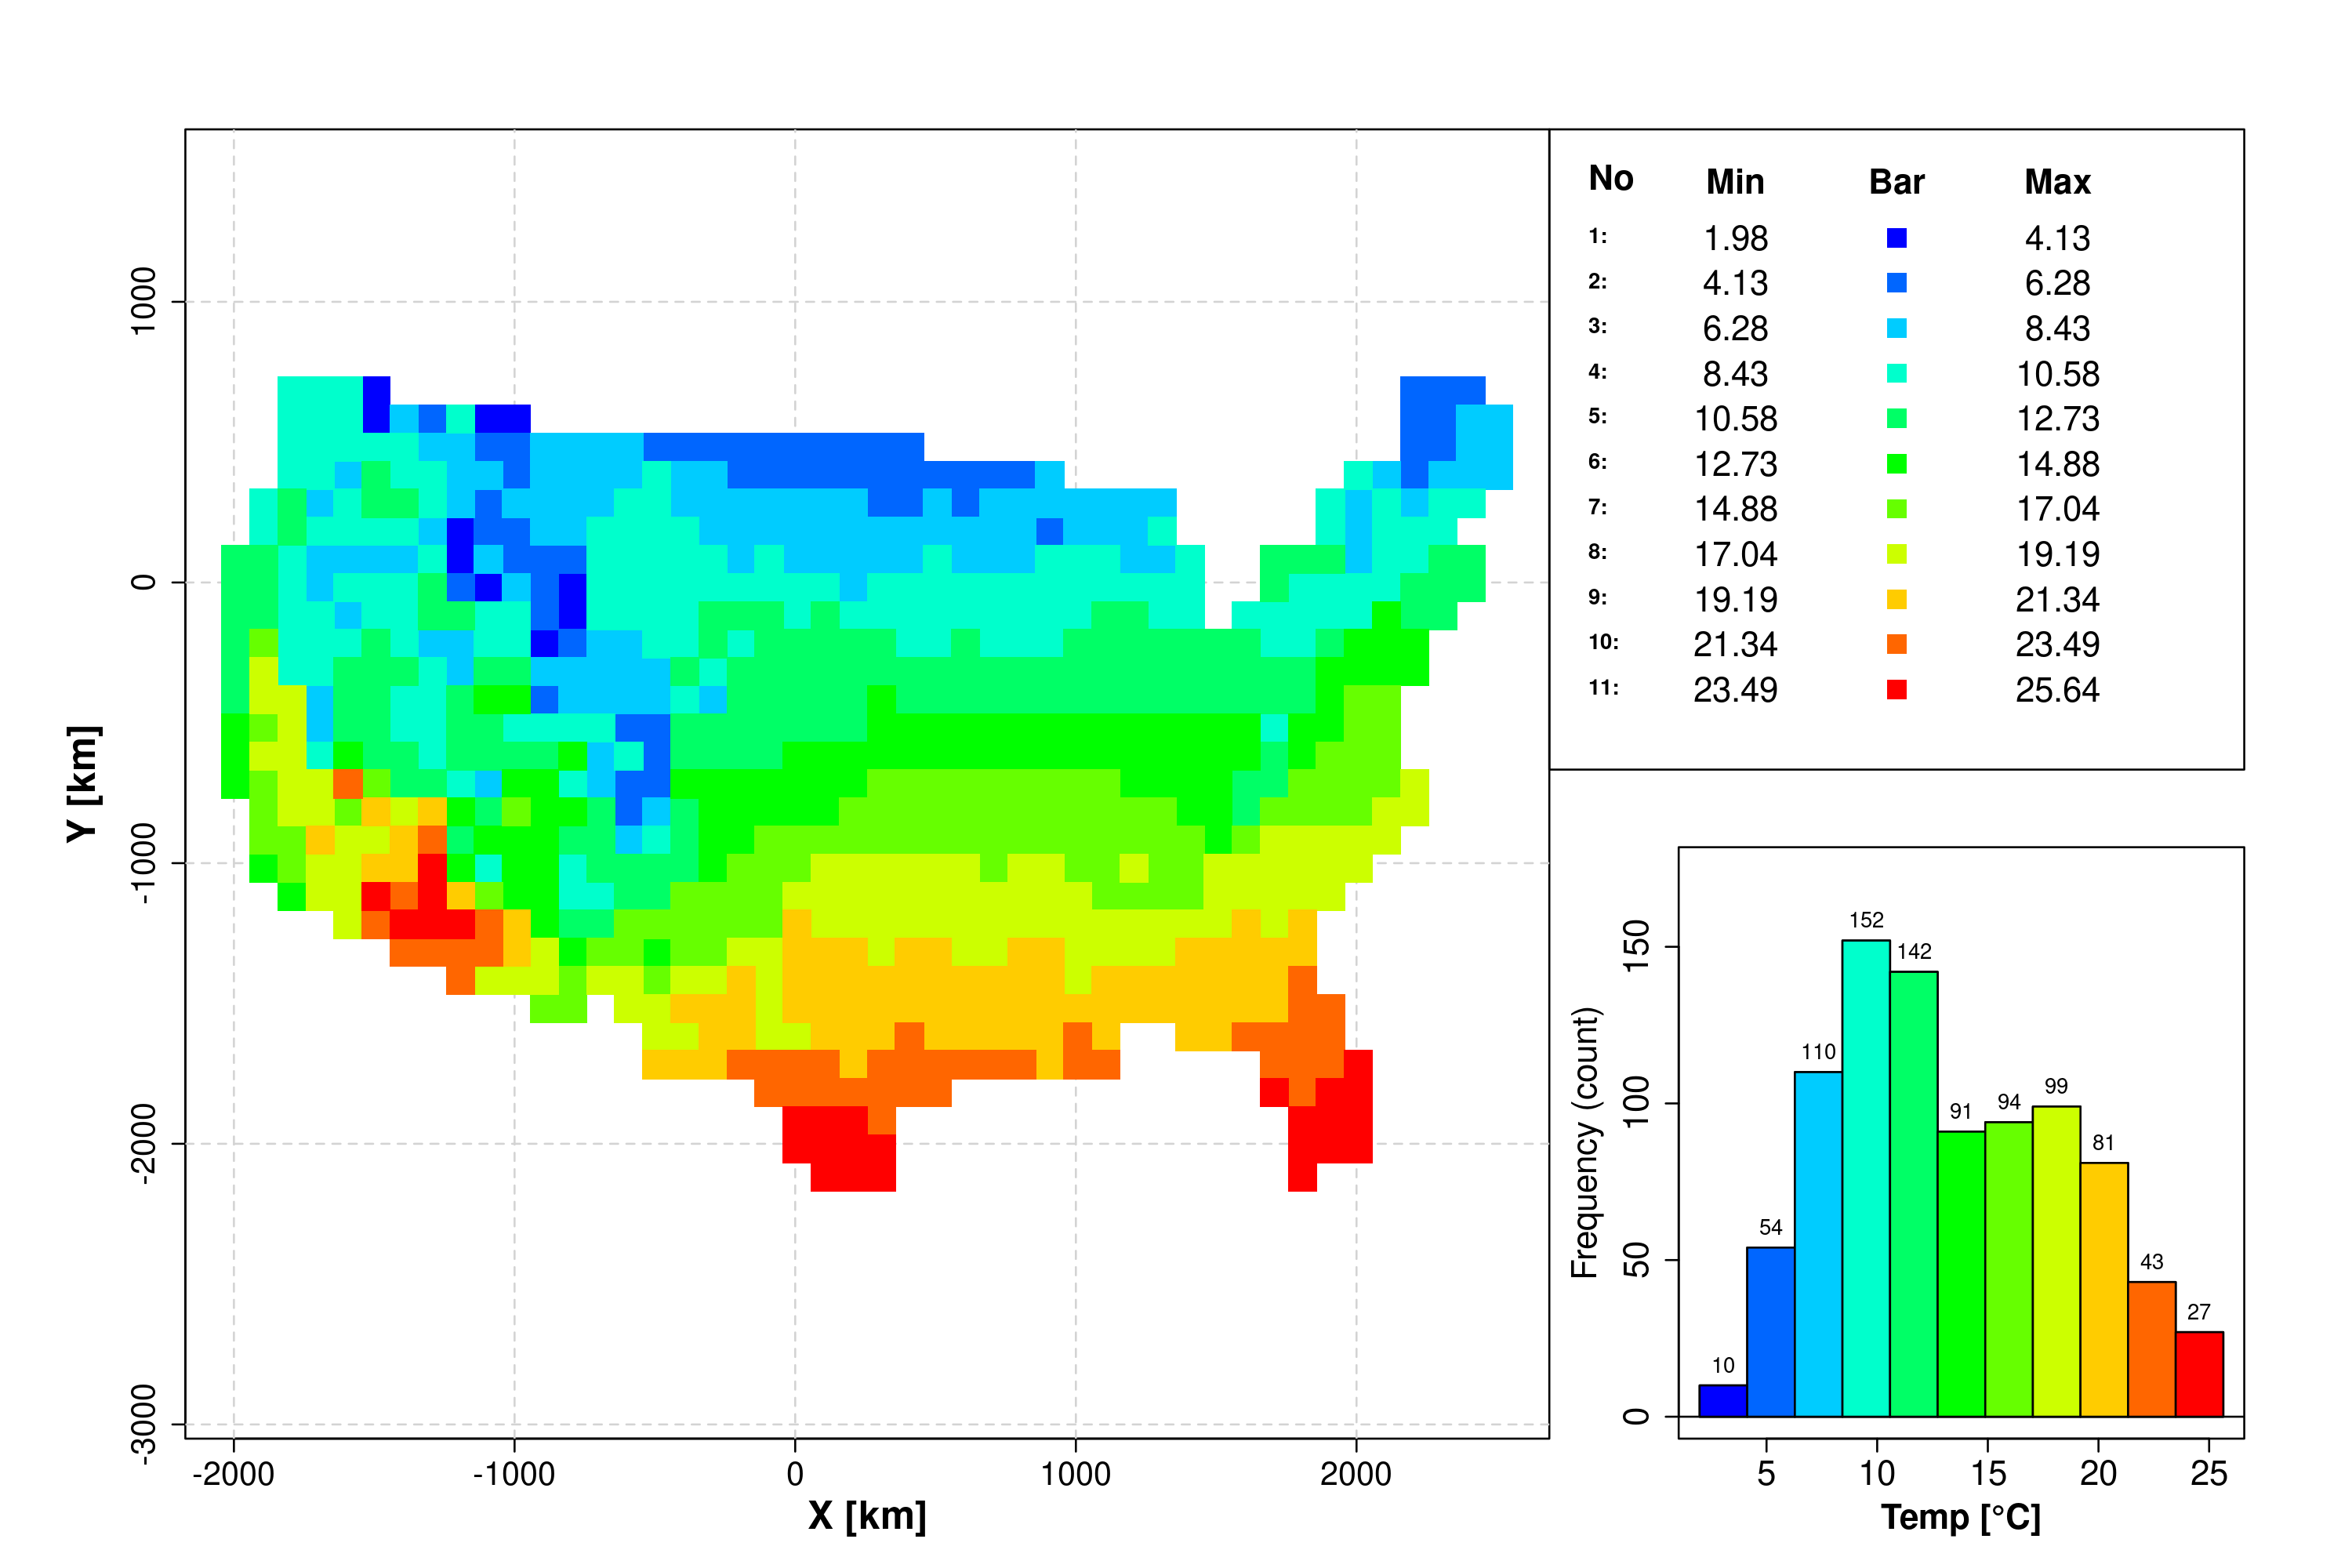 No Min Bar Max
1: 1.98 4.13
2: 4.13 6.28
3: 6.28 8.43
4: 8.43 10.58
5: 10.58 12.73
6: 12.73 14.88
7: 14.88 17.04
8: 17.04 19.19
9: 19.19 21.34
10: 21.34 23.49
11: 23.49 25.64
1000
0
-1000
-2000
-3000
Y [km]
-2000 -1000 0 1000 2000
X [km]
150
100
50
0
Frequency (count)
10
54
110
152
142
91
94
99
81
43
27
5 10 15 20 25
Temp [°C]